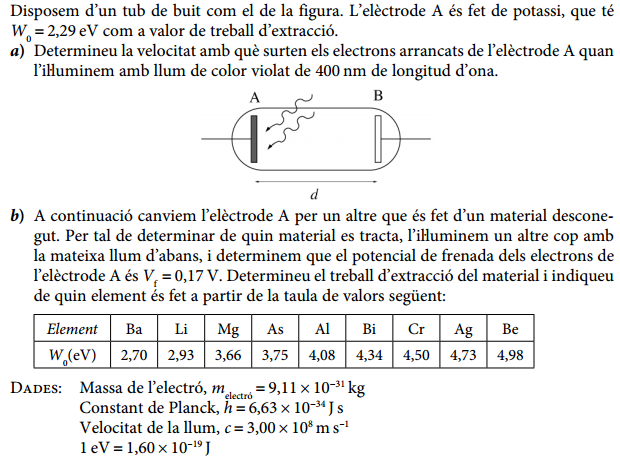 Disposem d'un tub de buit com el de la figura. L'elèctrode A és fet de potassi, que té
W₀ = 2,29 eV com a valor de treball d'extracció.
a) Determineu la velocitat amb què surten els electrons arrancats de l'elèctrode A quan
l'il·luminem amb llum de color violat de 400 nm de longitud d'ona.
A B
d
b) A continuació canviem l'elèctrode A per un altre que és fet d'un material descone-
gut. Per tal de determinar de quin material es tracta, l'il·luminem un altre cop amb
la mateixa llum d'abans, i determinem que el potencial de frenada dels electrons de
l'elèctrode A és V_f = 0,17 V. Determineu el treball d'extracció del material i indiqueu
de quin element és fet a partir de la taula de valors següent:
Element Ba Li Mg As Al Bi Cr Ag Be
W₀(eV) 2,70 2,93 3,66 3,75 4,08 4,34 4,50 4,73 4,98
DADES: Massa de l'electró, m_electró = 9,11 × 10⁻³¹ kg
Constant de Planck, h = 6,63 × 10⁻³⁴ J s
Velocitat de la llum, c = 3,00 × 10⁸ m s⁻¹
1 eV = 1,60 × 10⁻¹⁹ J